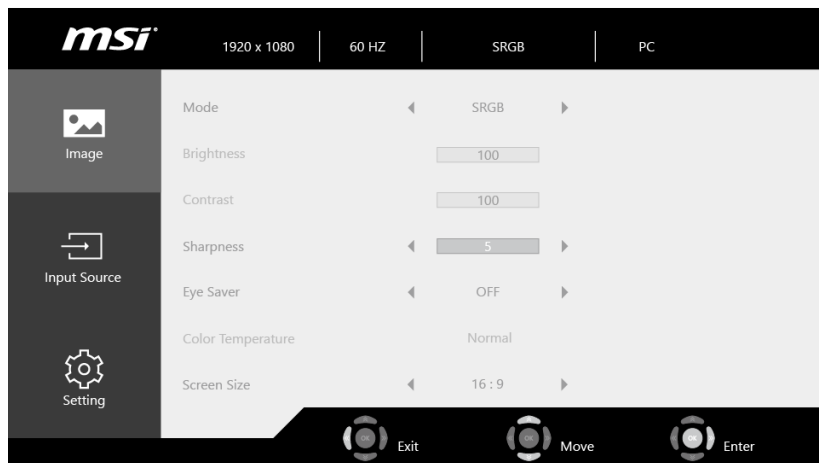 msi
1920 x 1080 60 HZ SRGB PC
Image
Input Source
Setting
Mode SRGB
Brightness 100
Contrast 100
Sharpness 5
Eye Saver OFF
Color Temperature Normal
Screen Size 16 : 9
OK Exit OK Move OK Enter